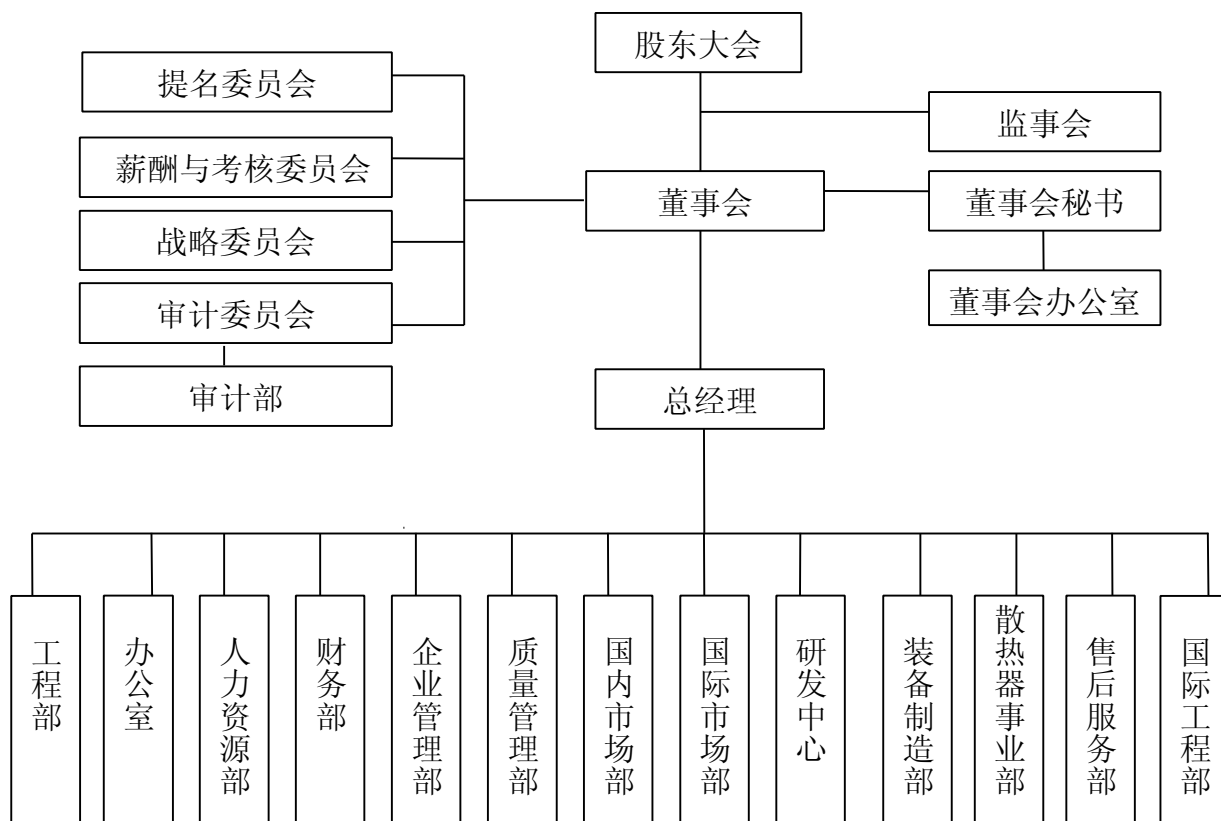 股东大会
提名委员会
监事会
薪酬与考核委员会
董事会
董事会秘书
战略委员会
董事会办公室
审计委员会
审计部
总经理
工程部
办公室
人力资源部
财务部
企业管理部
质量管理部
国内市场部
国际市场部
研发中心
装备制造部
散热器事业部
售后服务部
国际工程部